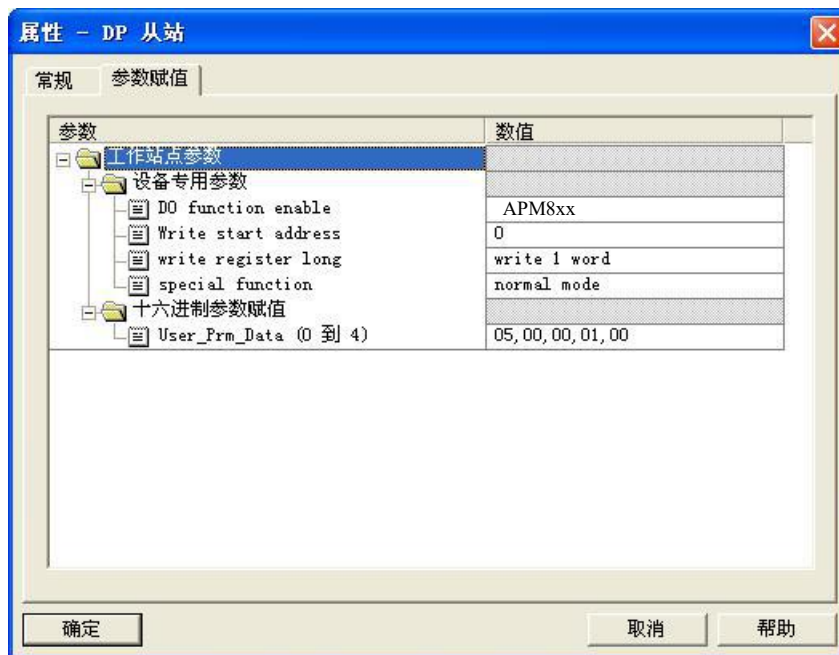 属性 - DP 从站
常规 参数赋值
参数 数值
工作站点参数
设备专用参数
DO function enable APM8xx
Write start address 0
write register long write 1 word
special function normal mode
十六进制参数赋值
User_Prm_Data (0 到 4) 05,00,00,01,00
确定 取消 帮助